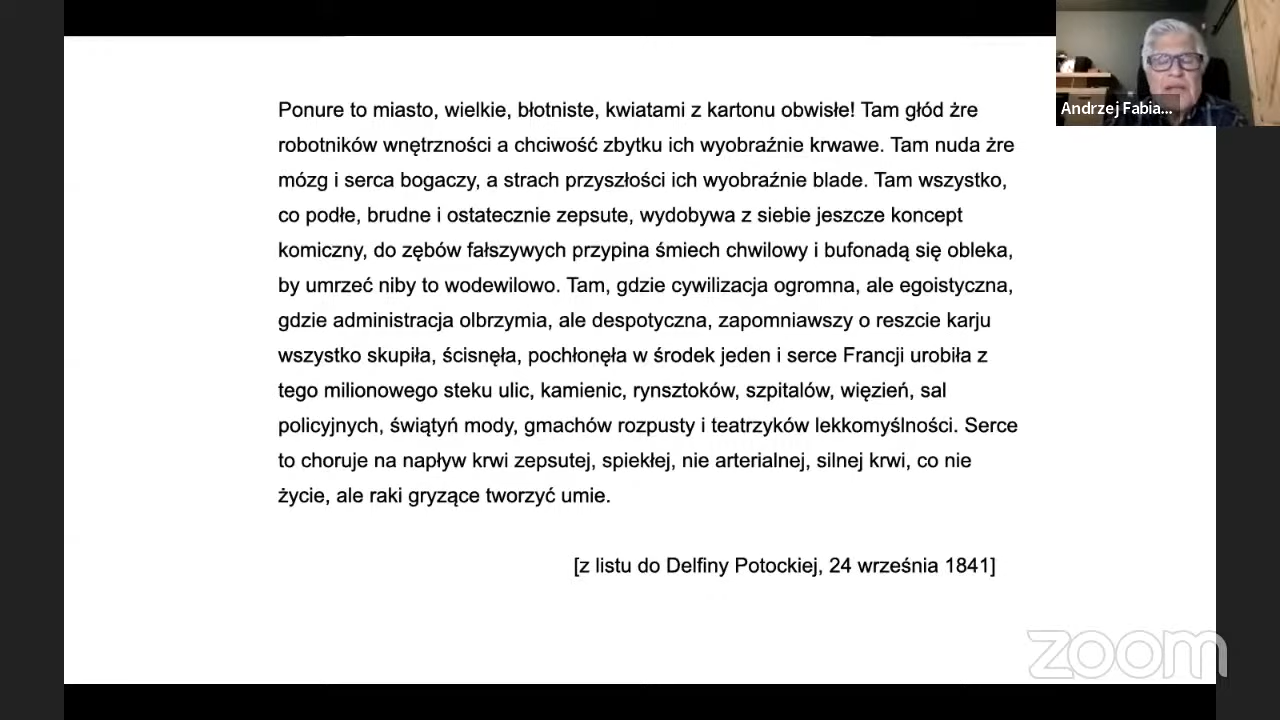 Ponure to miasto, wielkie, błotniste, kwiatami z kartonu obwisłe! Tam głód żre
robotników wnętrzności a chciwość zbytku ich wyobraźnie krwawe. Tam nuda żre
mózg i serca bogaczy, a strach przyszłości ich wyobraźnie blade. Tam wszystko,
co podłe, brudne i ostatecznie zepsute, wydobywa z siebie jeszcze koncept
komiczny, do zębów fałszywych przypina śmiech chwilowy i bufonadą się obleka,
by umrzeć niby to wodewilowo. Tam, gdzie cywilizacja ogromna, ale egoistyczna,
gdzie administracja olbrzymia, ale despotyczna, zapomniawszy o reszcie karju
wszystko skupiła, ścisnęła, pochłonęła w środek jeden i serce Francji urobiła z
tego milionowego steku ulic, kamienic, rynsztoków, szpitalów, więzień, sal
policyjnych, świątyń mody, gmachów rozpusty i teatrzyków lekkomyślności. Serce
to choruje na napływ krwi zepsutej, spiekłej, nie arterialnej, silnej krwi, co nie
życie, ale raki gryzące tworzyć umie.
[z listu do Delfiny Potockiej, 24 września 1841]
Andrzej Fabia...
zoom